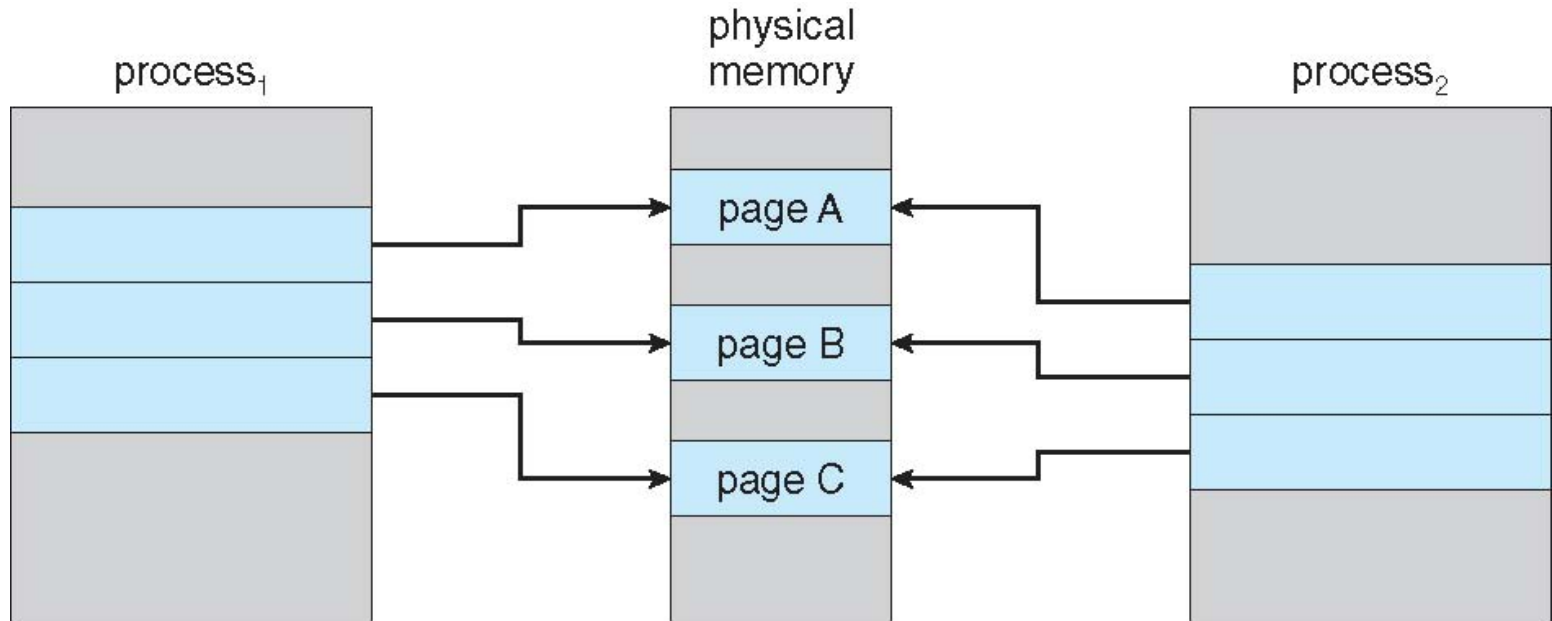 process₁
physical
memory
process₂
page A
page B
page C